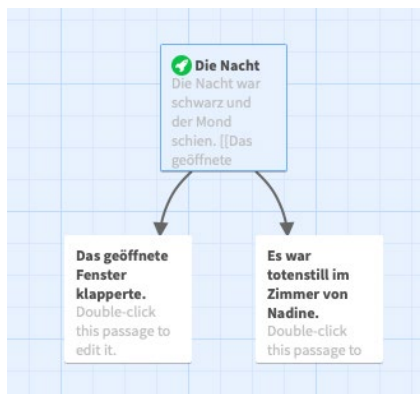 Die Nacht
Die Nacht war
schwarz und
der Mond
schien. [[Das
geöffnete
Das geöffnete
Fenster
klapperte.
Double-click
this passage to
edit it.
Es war
totenstill im
Zimmer von
Nadine.
Double-click
this passage to